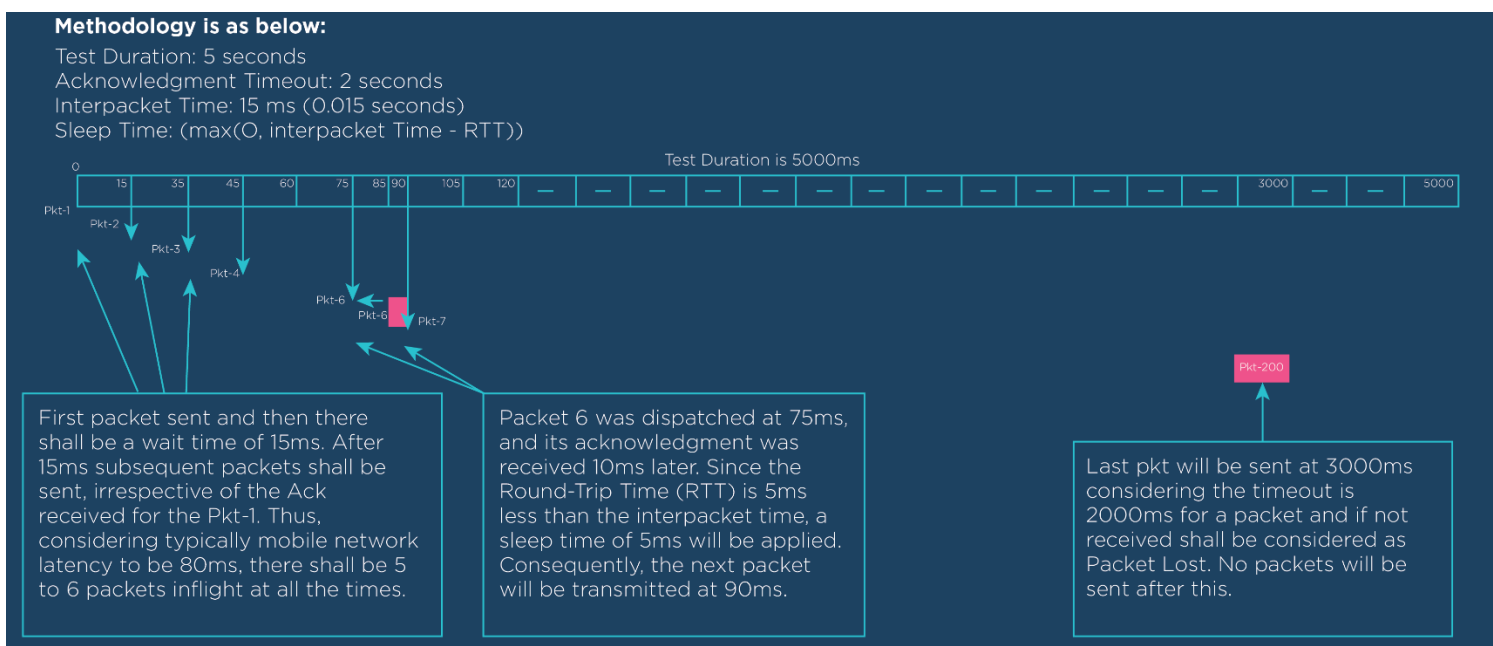 Methodology is as below:
Test Duration: 5 seconds
Acknowledgment Timeout: 2 seconds
Interpacket Time: 15 ms (0.015 seconds)
Sleep Time: (max(O, interpacket Time - RTT))
Test Duration is 5000ms
0
15 35 45 60 75 85 90 105 120 — — — — — — — — — — — — — 3000 — — 5000
Pkt-1
Pkt-2
Pkt-3
Pkt-4
Pkt-6
Pkt-6
Pkt-7
Pkt-200
First packet sent and then there
shall be a wait time of 15ms. After
15ms subsequent packets shall be
sent, irrespective of the Ack
received for the Pkt-1. Thus,
considering typically mobile network
latency to be 80ms, there shall be 5
to 6 packets inflight at all the times.
Packet 6 was dispatched at 75ms,
and its acknowledgment was
received 10ms later. Since the
Round-Trip Time (RTT) is 5ms
less than the interpacket time, a
sleep time of 5ms will be applied.
Consequently, the next packet
will be transmitted at 90ms.
Last pkt will be sent at 3000ms
considering the timeout is
2000ms for a packet and if not
received shall be considered as
Packet Lost. No packets will be
sent after this.